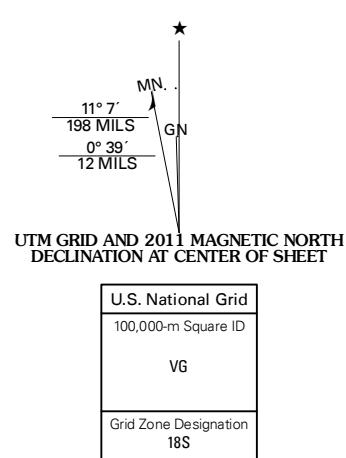 ★
MN
11° 7´
198 MILS
GN
0° 39´
12 MILS
UTM GRID AND 2011 MAGNETIC NORTH
DECLINATION AT CENTER OF SHEET
U.S. National Grid
100,000-m Square ID
VG
Grid Zone Designation
18S